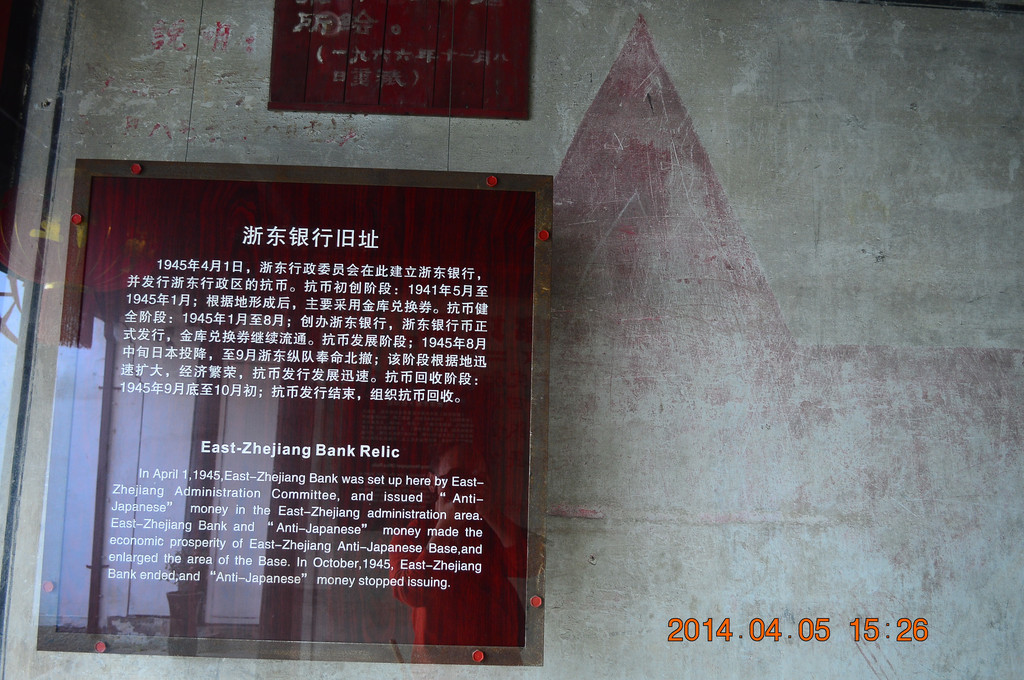 所给。
(一九六六年十一月八
日重裱)
浙东银行旧址
1945年4月1日，浙东行政委员会在此建立浙东银行，
并发行浙东行政区的抗币。抗币初创阶段：1941年5月至
1945年1月；根据地形成后，主要采用金库兑换券。抗币健
全阶段：1945年1月至8月；创办浙东银行，浙东银行币正
式发行，金库兑换券继续流通。抗币发展阶段；1945年8月
中旬日本投降，至9月浙东纵队奉命北撤；该阶段根据地迅
速扩大，经济繁荣，抗币发行发展迅速。抗币回收阶段：
1945年9月底至10月初；抗币发行结束，组织抗币回收。
East-Zhejiang Bank Relic
In April 1,1945,East-Zhejiang Bank was set up here by East-
Zhejiang Administration Committee, and issued “Anti-
Japanese” money in the East-Zhejiang administration area.
East-Zhejiang Bank and “Anti-Japanese” money made the
economic prosperity of East-Zhejiang Anti-Japanese Base,and
enlarged the area of the Base. In October,1945, East-Zhejiang
Bank ended,and “Anti-Japanese” money stopped issuing.
2014.04.05 15:26